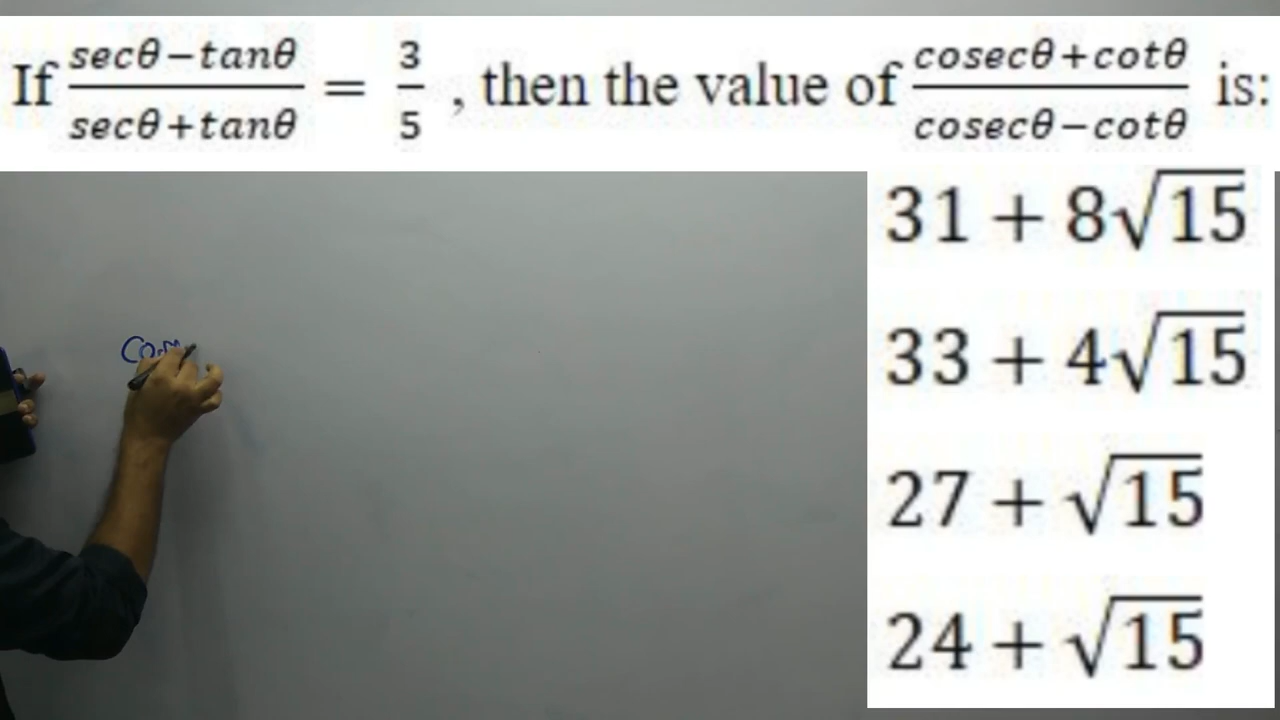 If (secθ−tanθ)/(secθ+tanθ) = 3/5 , then the value of (cosecθ+cotθ)/(cosecθ−cotθ) is:
31 + 8√15
33 + 4√15
27 + √15
24 + √15
Com